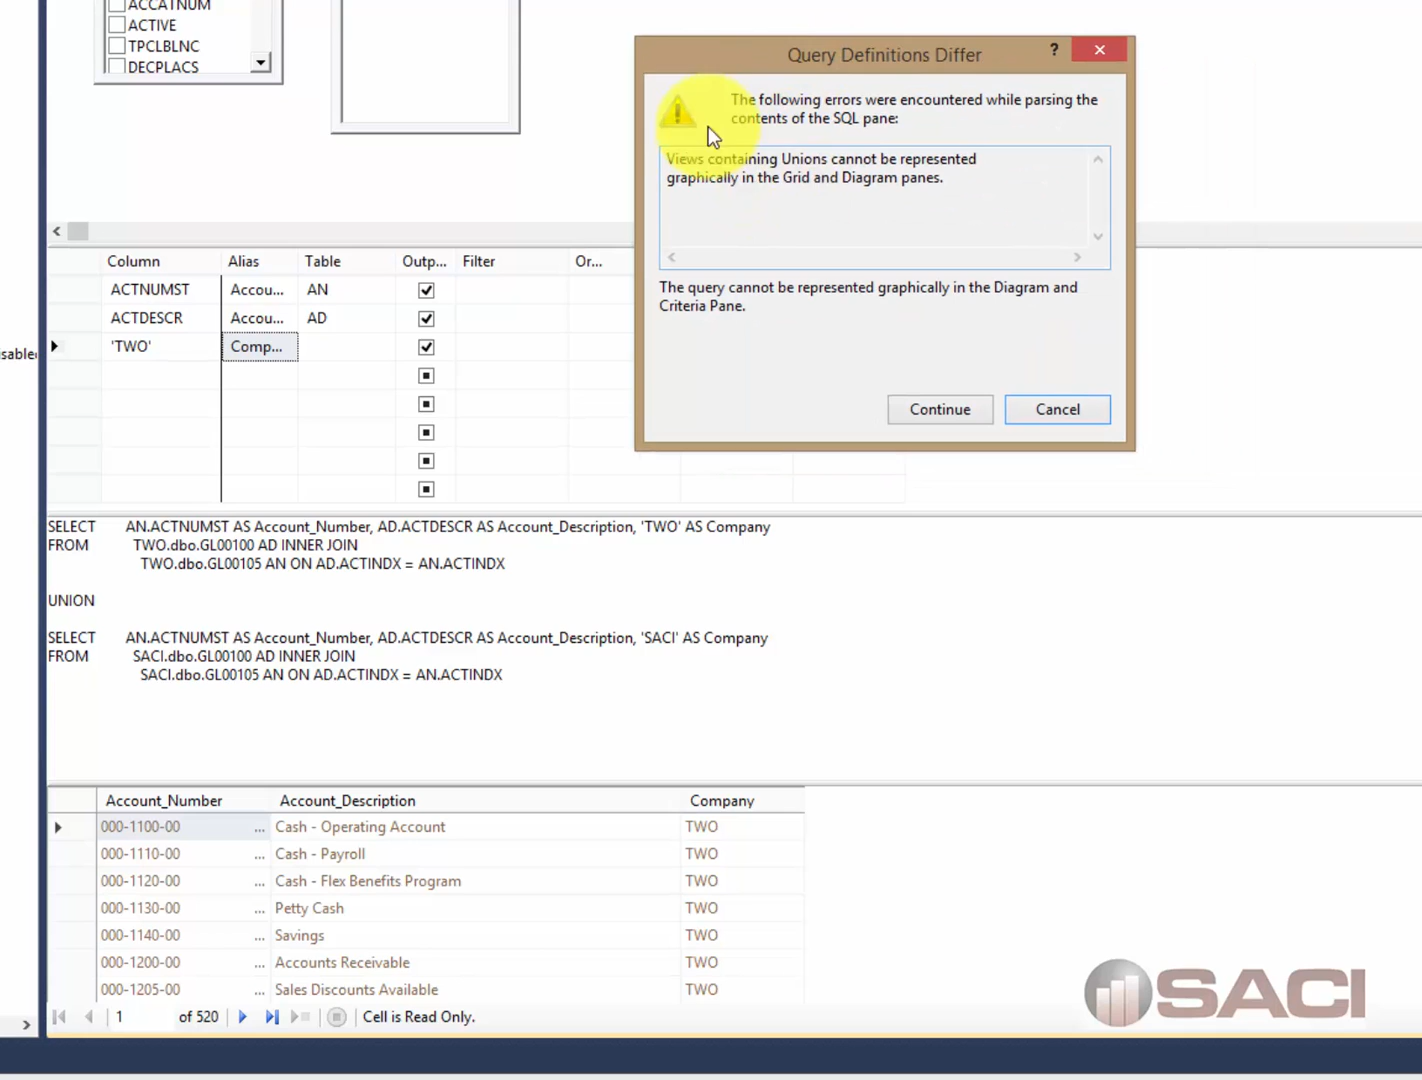 ACCATNUM
ACTIVE
TPCLBLNC
DECPLACS
Query Definitions Differ
?
The following errors were encountered while parsing the
contents of the SQL pane:
Views containing Unions cannot be represented
graphically in the Grid and Diagram panes.
The query cannot be represented graphically in the Diagram and
Criteria Pane.
Continue Cancel
Column Alias Table Outp... Filter Or...
ACTNUMST Accou... AN
ACTDESCR Accou... AD
'TWO' Comp...
isabled
SELECT AN.ACTNUMST AS Account_Number, AD.ACTDESCR AS Account_Description, 'TWO' AS Company
FROM TWO.dbo.GL00100 AD INNER JOIN
TWO.dbo.GL00105 AN ON AD.ACTINDX = AN.ACTINDX
UNION
SELECT AN.ACTNUMST AS Account_Number, AD.ACTDESCR AS Account_Description, 'SACI' AS Company
FROM SACI.dbo.GL00100 AD INNER JOIN
SACI.dbo.GL00105 AN ON AD.ACTINDX = AN.ACTINDX
Account_Number Account_Description Company
000-1100-00 ... Cash - Operating Account TWO
000-1110-00 ... Cash - Payroll TWO
000-1120-00 ... Cash - Flex Benefits Program TWO
000-1130-00 ... Petty Cash TWO
000-1140-00 ... Savings TWO
000-1200-00 ... Accounts Receivable TWO
000-1205-00 ... Sales Discounts Available TWO
1 of 520 Cell is Read Only.
SACI